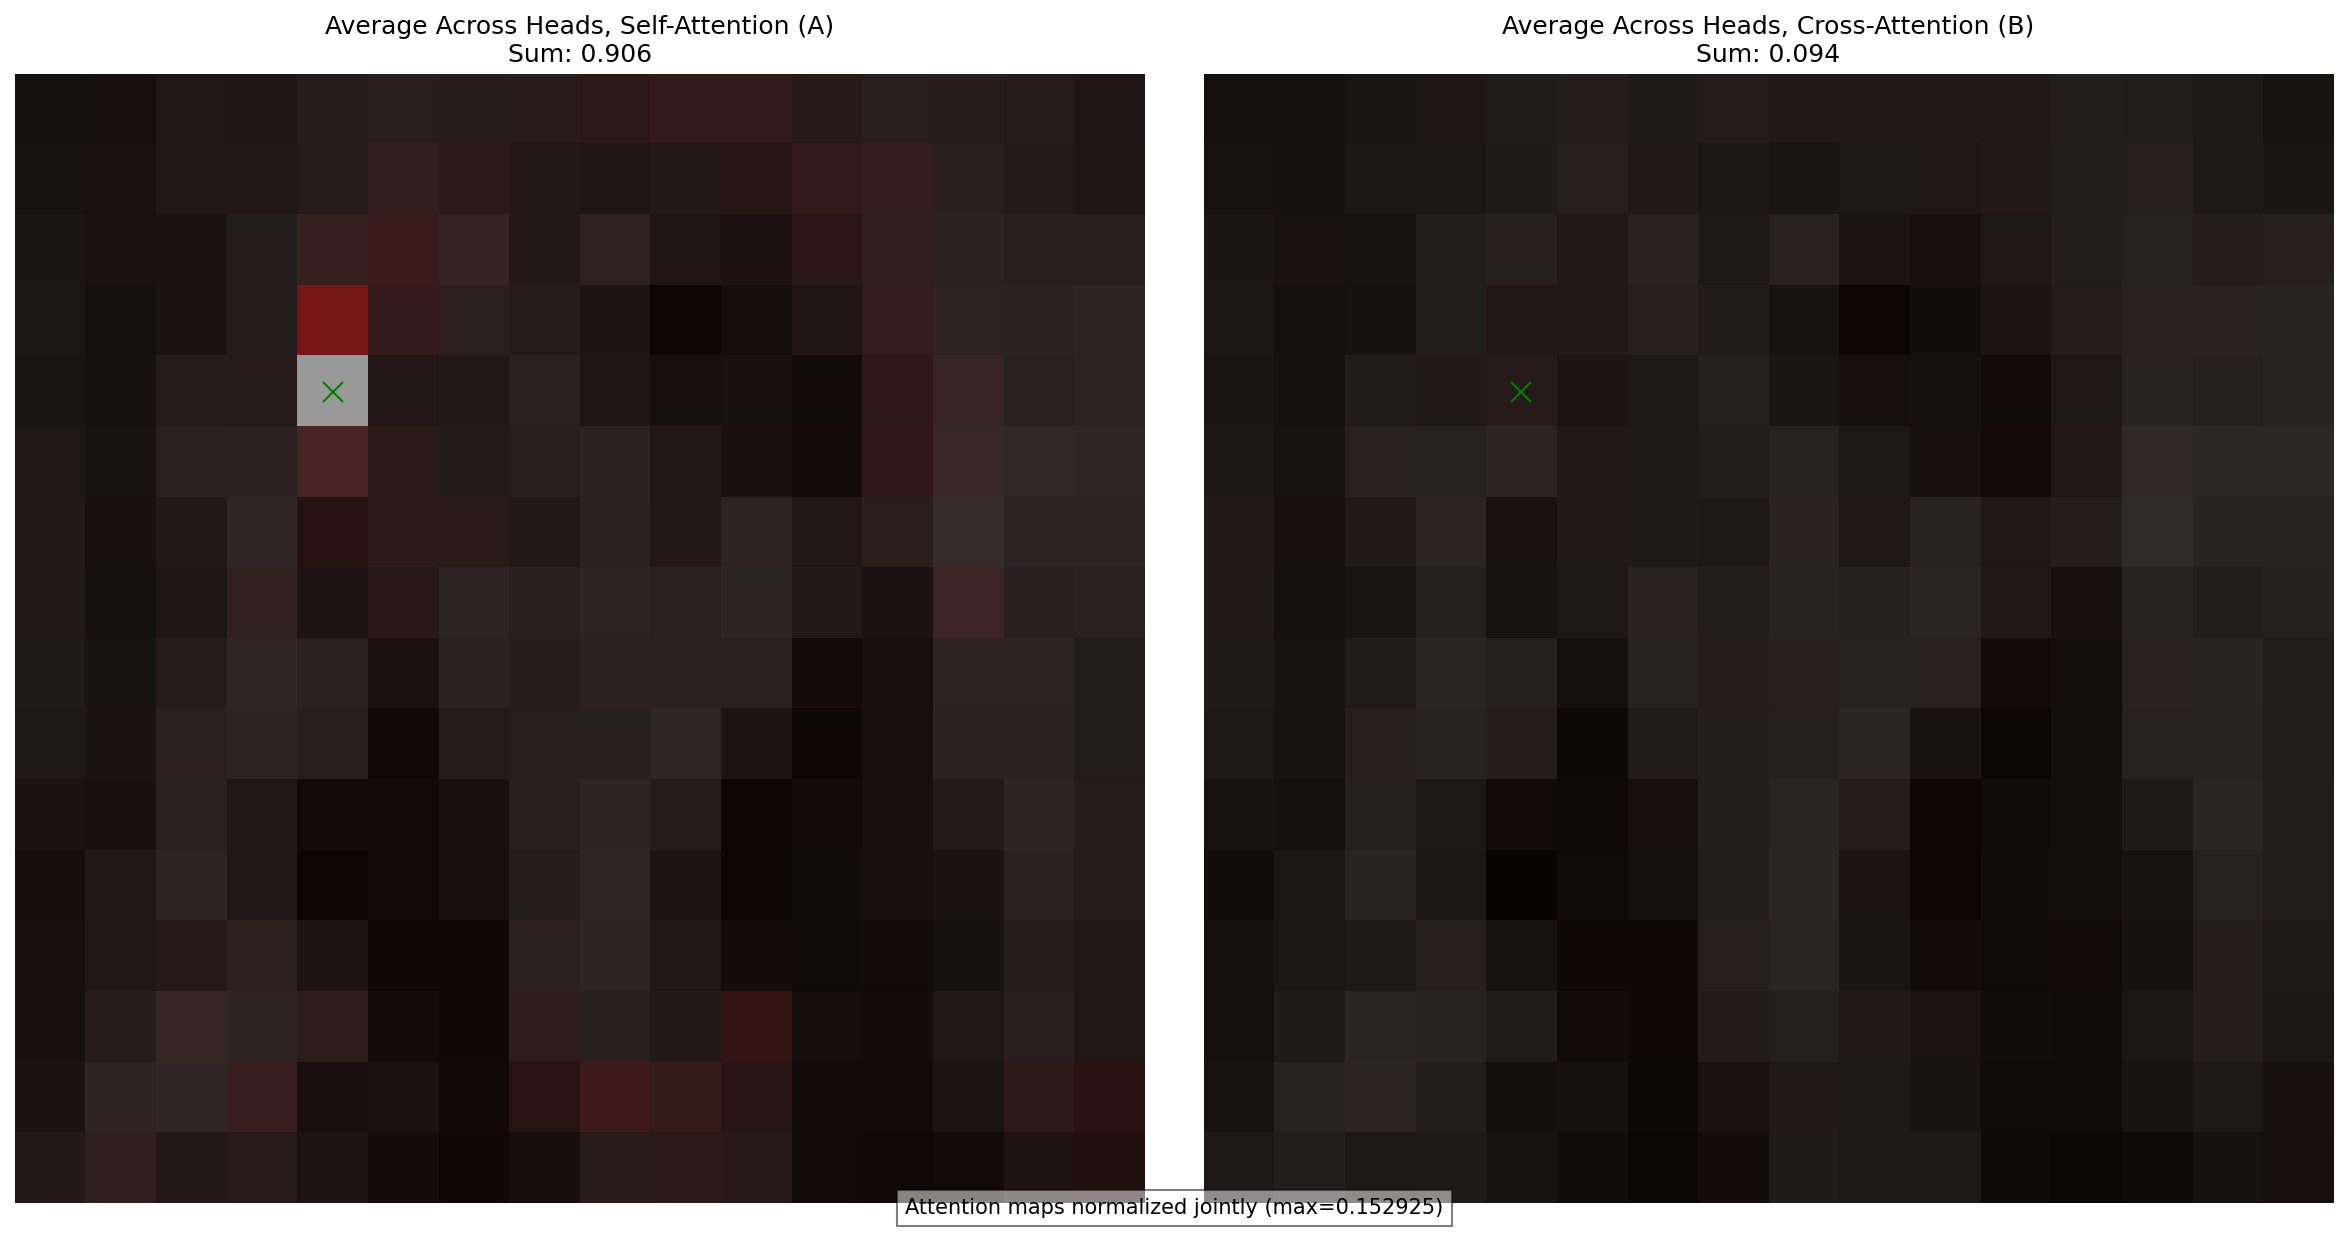 Average Across Heads, Self-Attention (A)
Sum: 0.906
Average Across Heads, Cross-Attention (B)
Sum: 0.094
Attention maps normalized jointly (max=0.152925)